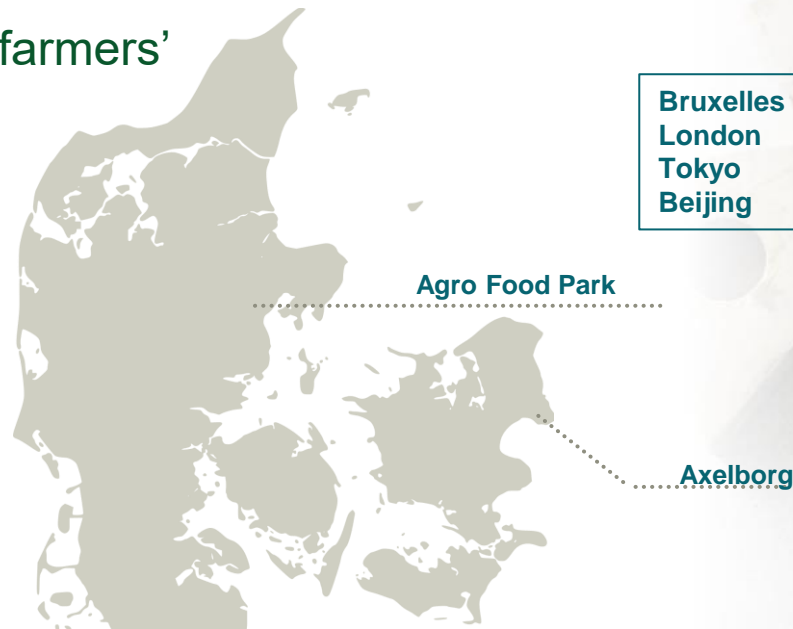 farmers’
Bruxelles
London
Tokyo
Beijing
Agro Food Park
Axelborg